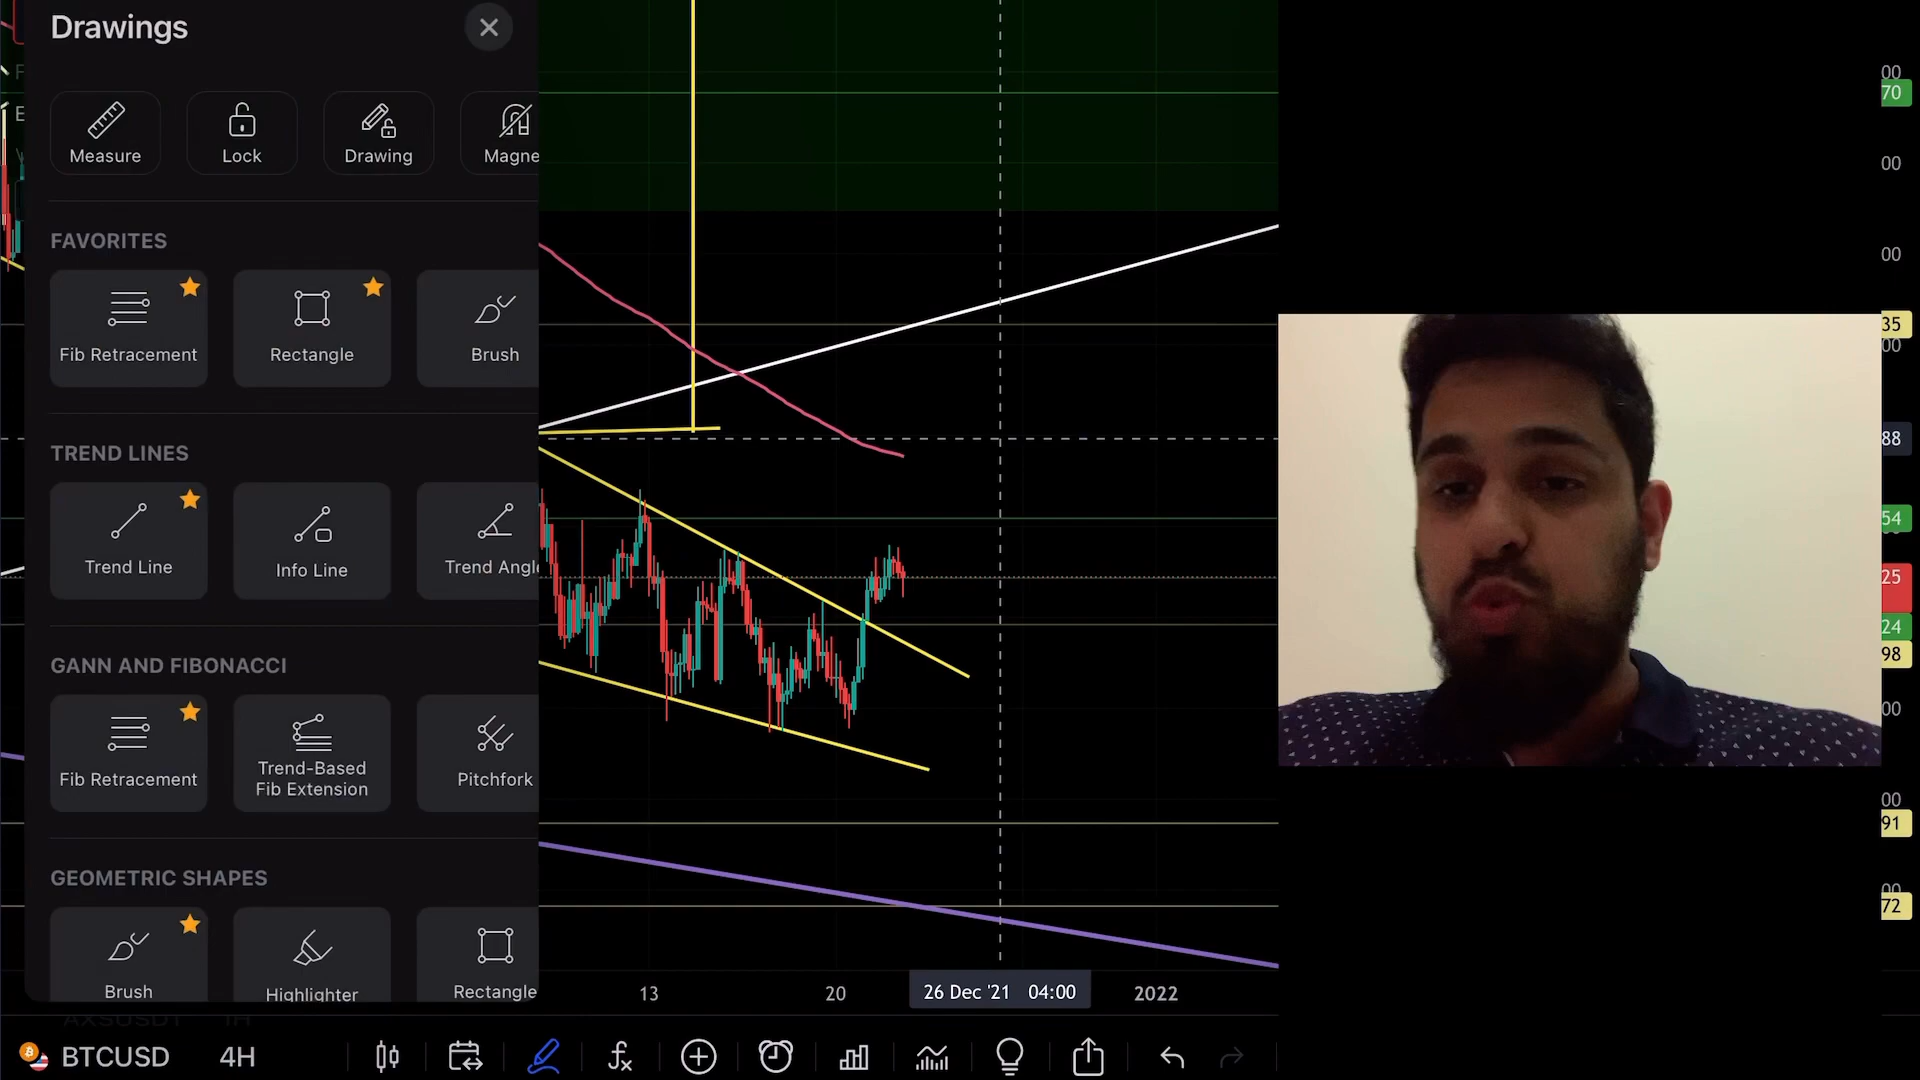 Drawings
Measure
Lock
Drawing
Magne
FAVORITES
Fib Retracement
Rectangle
Brush
TREND LINES
Trend Line
Info Line
Trend Angl
GANN AND FIBONACCI
Fib Retracement
Trend-Based
Fib Extension
Pitchfork
GEOMETRIC SHAPES
Brush
Highlighter
Rectangle
00
70
00
00
35
00
88
54
25
24
98
00
00
91
00
72
13
20
26 Dec '21 04:00
2022
BTCUSD
4H